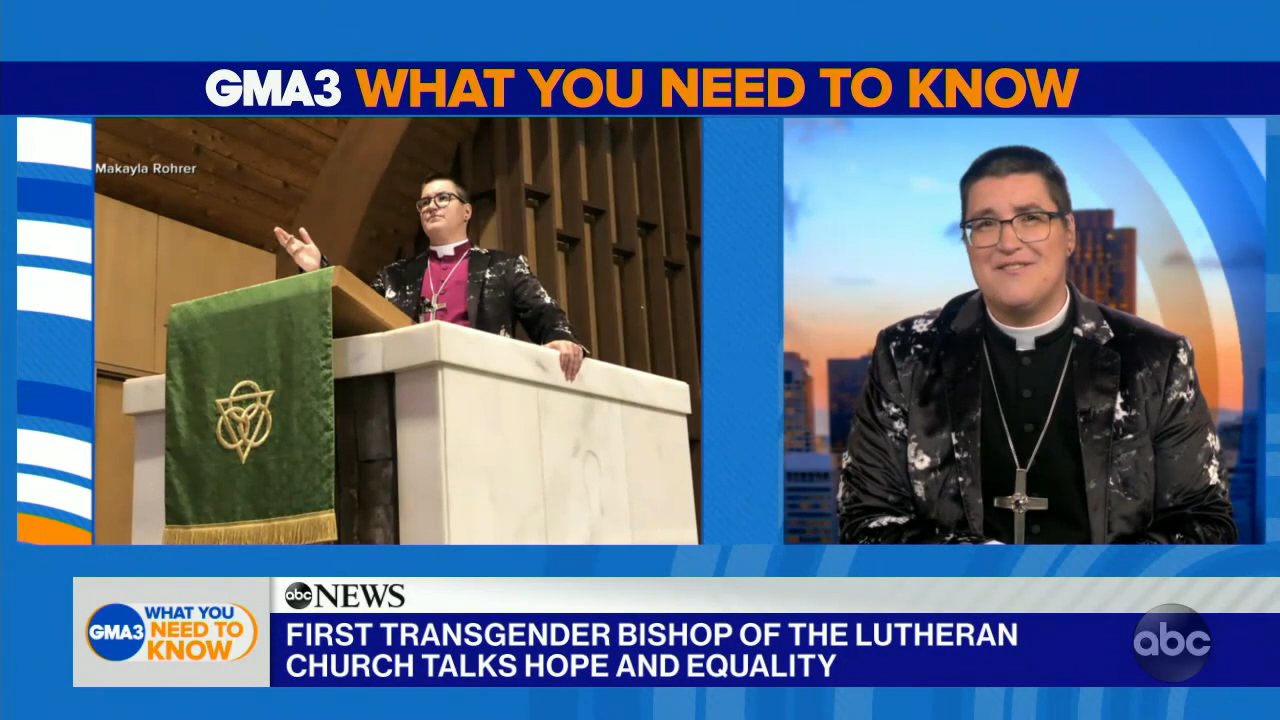 GMA3 WHAT YOU NEED TO KNOW
Makayla Rohrer
abc NEWS
GMA3
WHAT YOU
NEED TO
KNOW
FIRST TRANSGENDER BISHOP OF THE LUTHERAN
CHURCH TALKS HOPE AND EQUALITY
abc